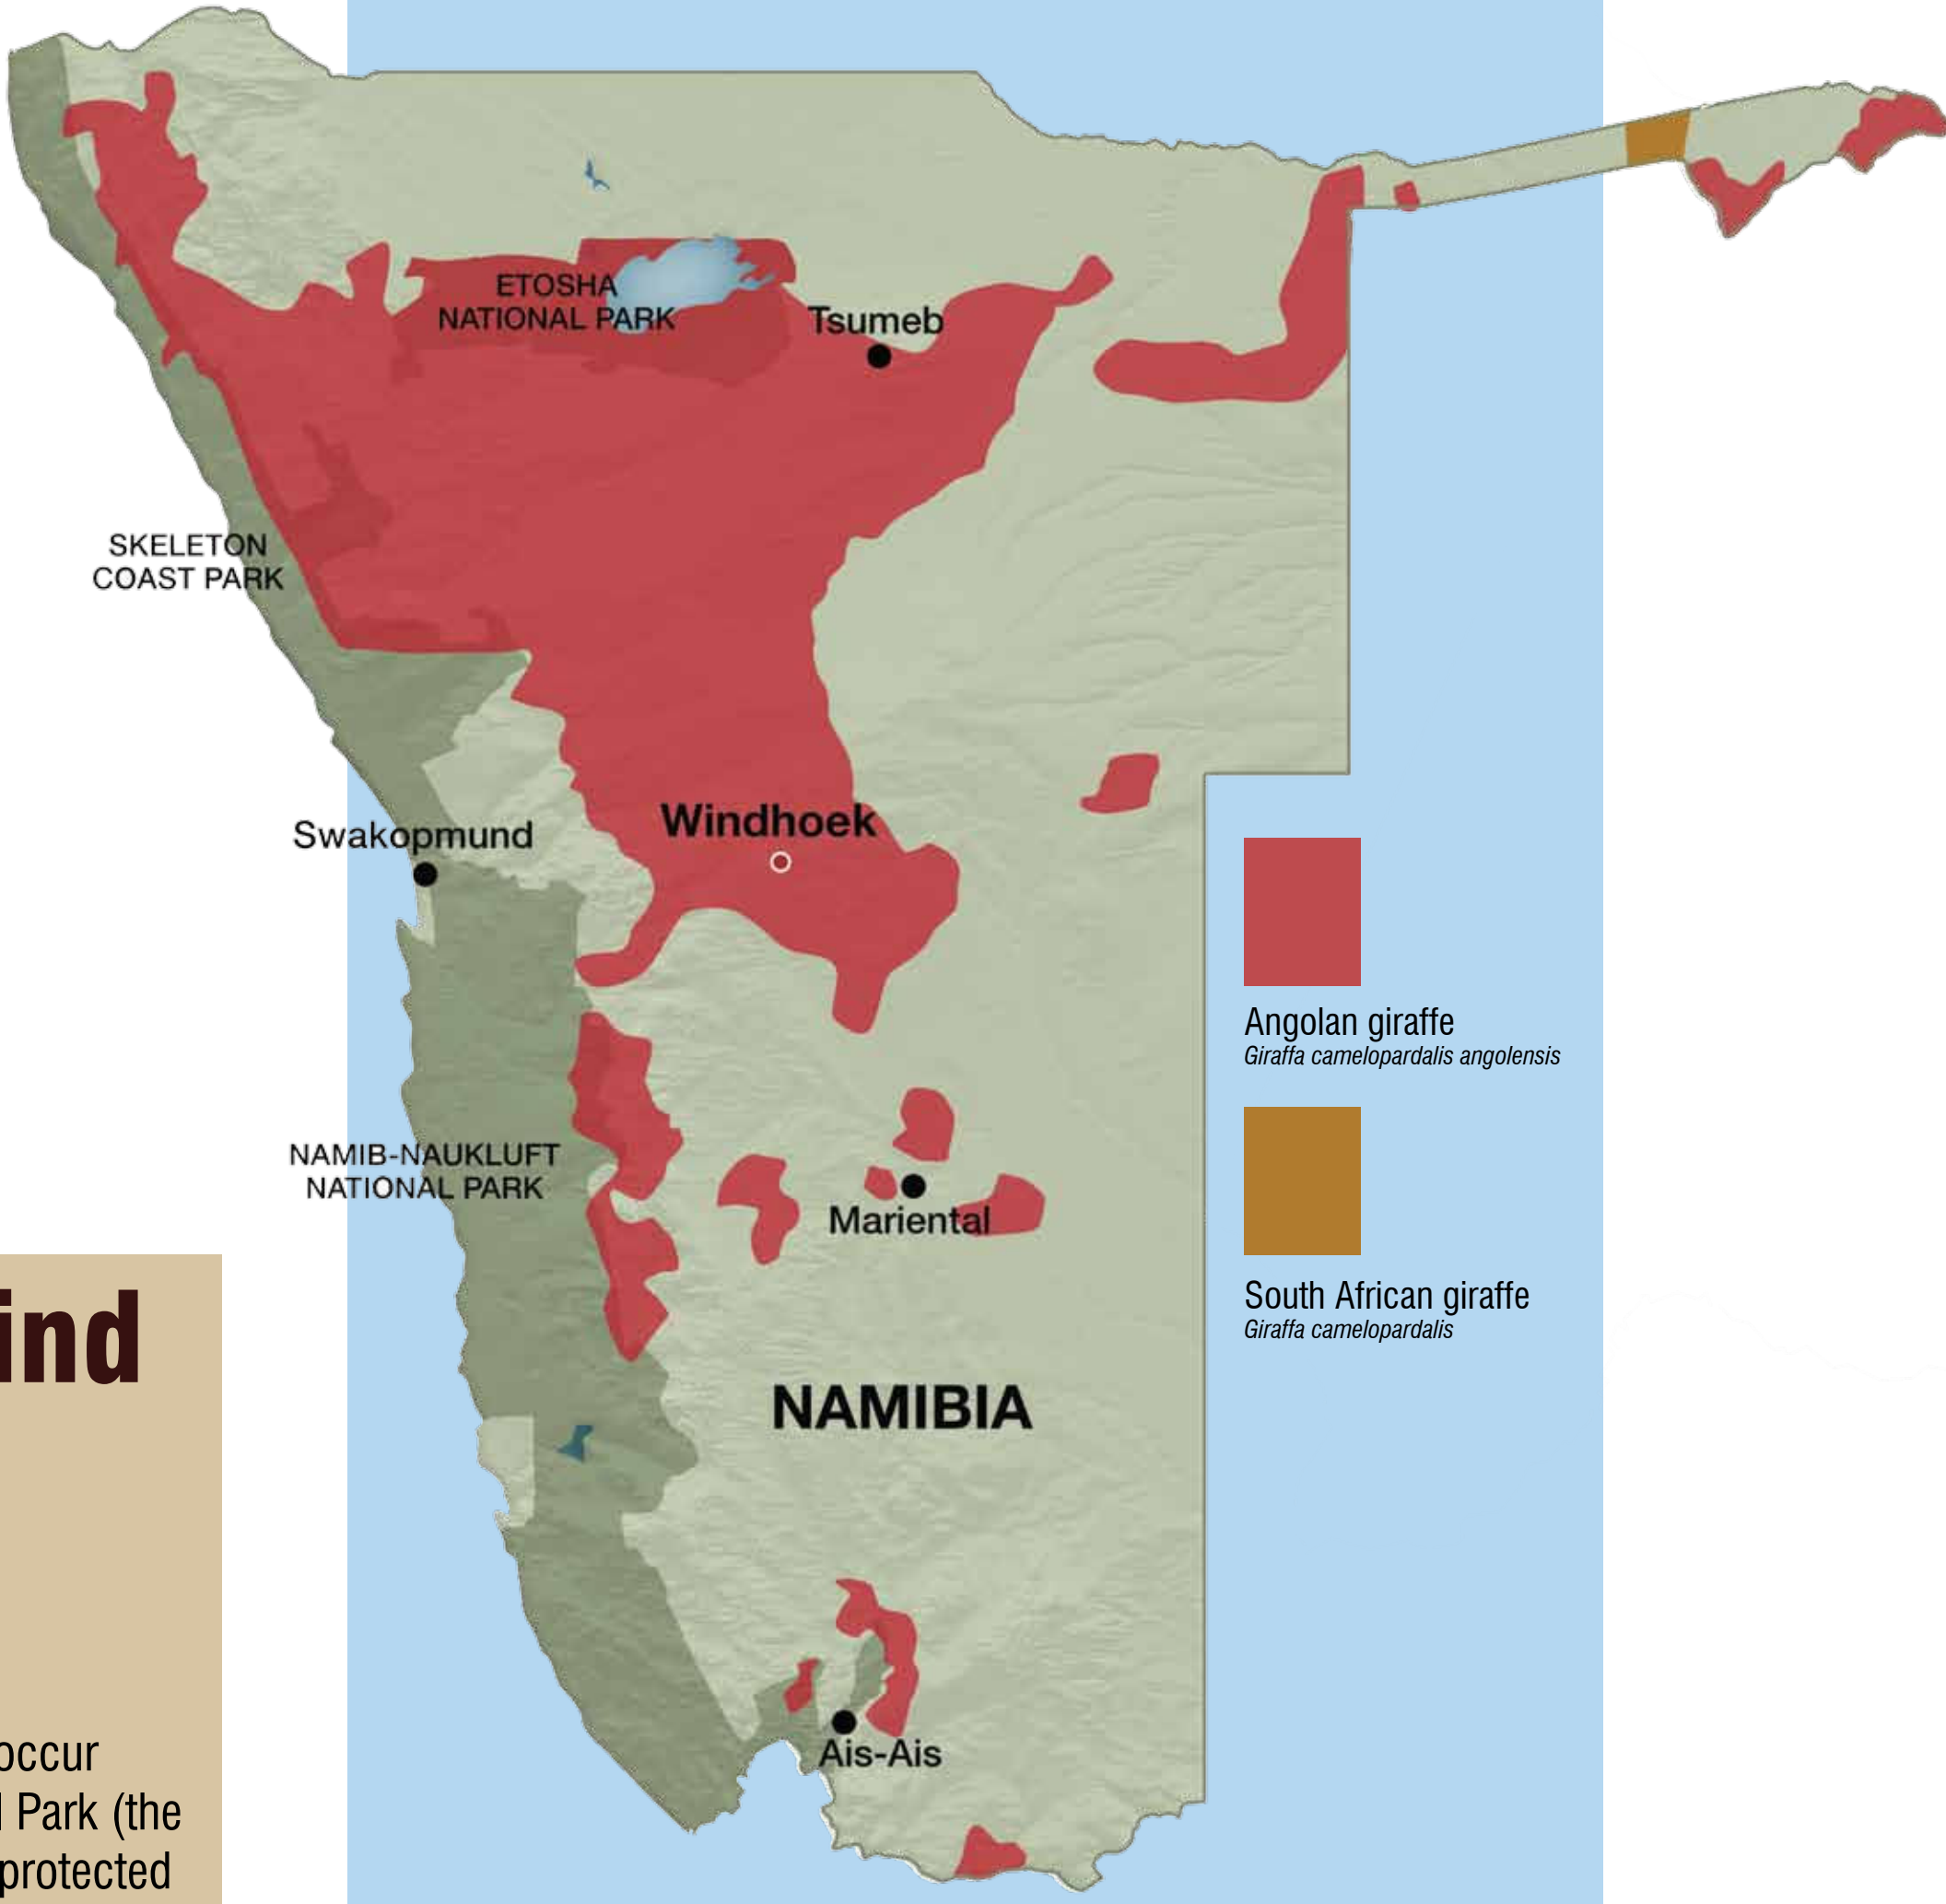 ETOSHA
NATIONAL PARK
Tsumeb
SKELETON
COAST PARK
Windhoek
Swakopmund
Angolan giraffe
Giraffa camelopardalis angolensis
NAMIB-NAUKLUFT
NATIONAL PARK
Mariental
South African giraffe
Giraffa camelopardalis
ind
NAMIBIA
Ais-Ais
occur
Park (the
protected